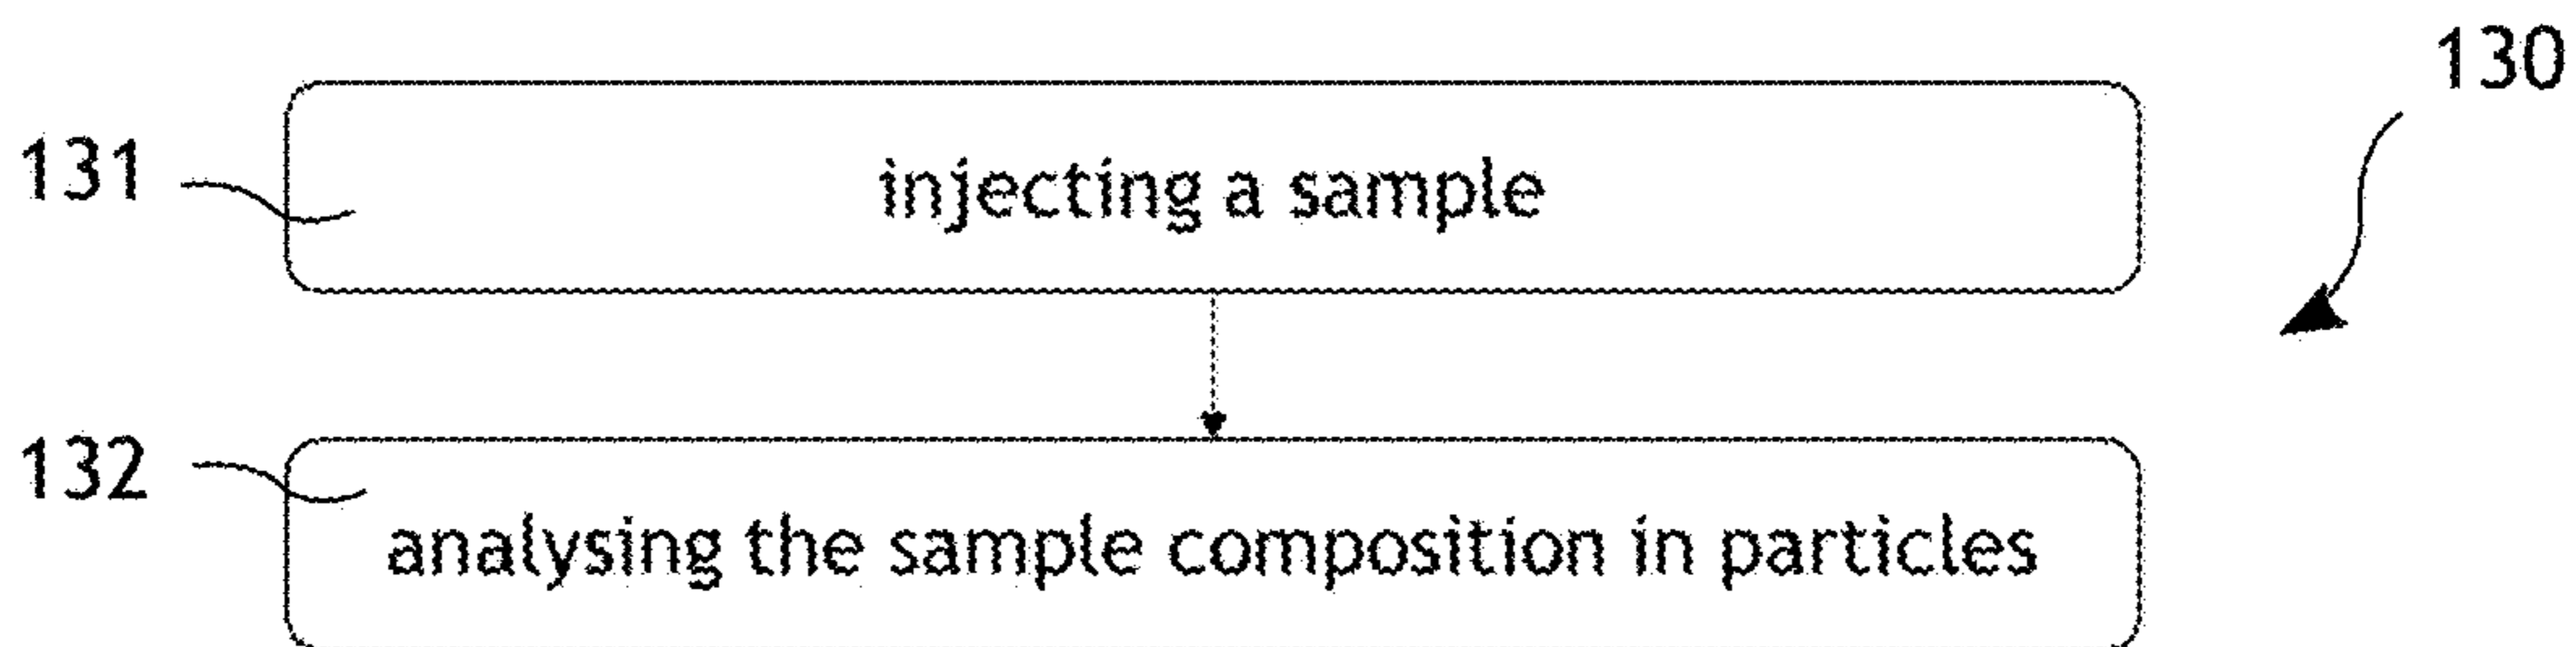 130
131
injecting a sample
132
analysing the sample composition in particles